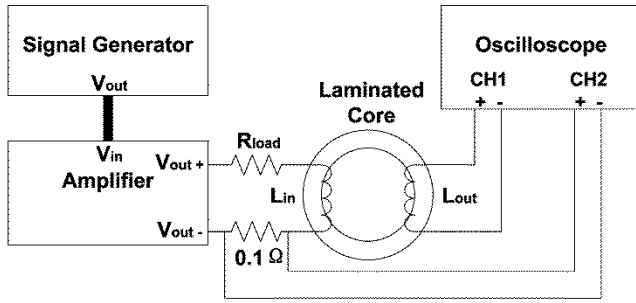 Signal Generator
Vout
Oscilloscope
CH1 CH2
+ - + -
Laminated
Core
Vin
Amplifier
Vout +
Rload
Lin
Lout
Vout -
0.1 Ω